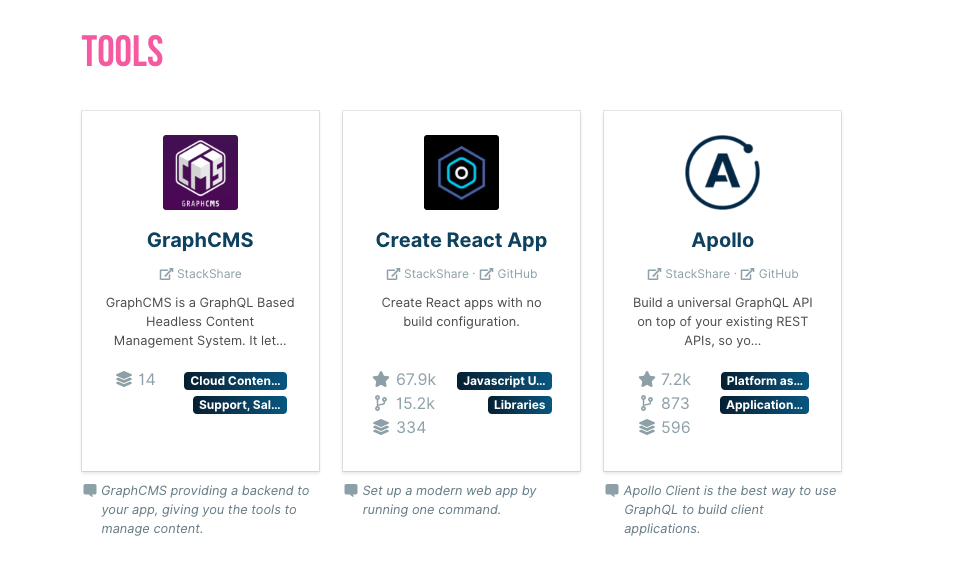 TOOLS
CMS
GRAPHCMS
GraphCMS
StackShare
GraphCMS is a GraphQL Based
Headless Content
Management System. It let...
14
Cloud Conten...
Support, Sal...
GraphCMS providing a backend to
your app, giving you the tools to
manage content.
Create React App
StackShare · GitHub
Create React apps with no
build configuration.
67.9k
Javascript U...
15.2k
Libraries
334
Set up a modern web app by
running one command.
A
Apollo
StackShare · GitHub
Build a universal GraphQL API
on top of your existing REST
APIs, so yo...
7.2k
Platform as...
873
Application...
596
Apollo Client is the best way to use
GraphQL to build client
applications.